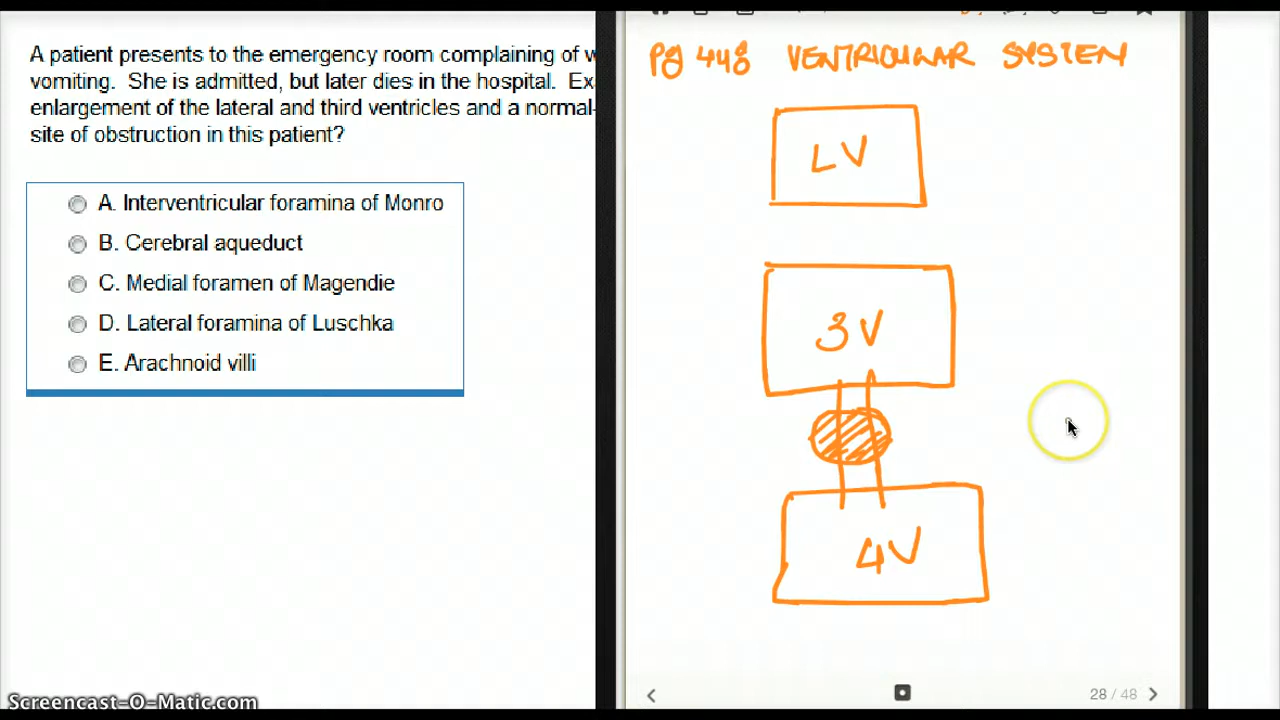 A patient presents to the emergency room complaining of w
vomiting. She is admitted, but later dies in the hospital. Ex
enlargement of the lateral and third ventricles and a normal-
site of obstruction in this patient?
A. Interventricular foramina of Monro
B. Cerebral aqueduct
C. Medial foramen of Magendie
D. Lateral foramina of Luschka
E. Arachnoid villi
Pg 448 VENTRICULAR SYSTEM
LV
3V
4V
28 / 48
Screencast-O-Matic.com